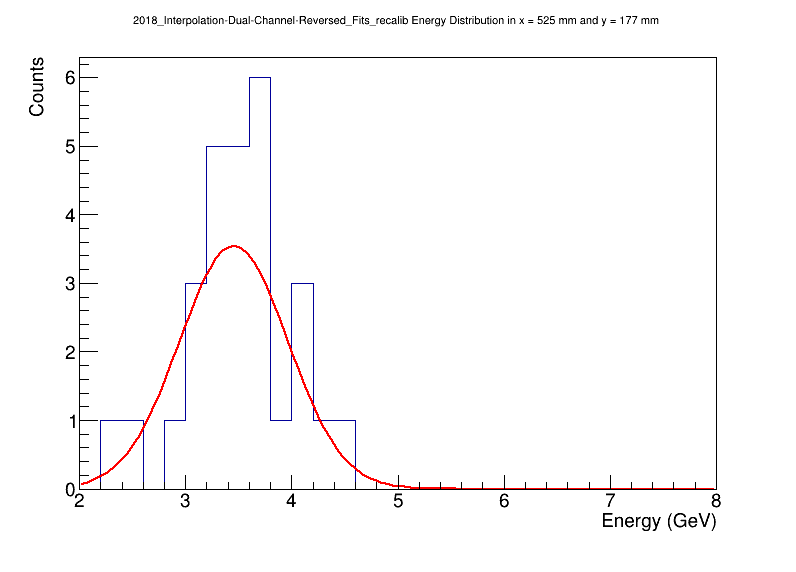 2018_Interpolation-Dual-Channel-Reversed_Fits_recalib Energy Distribution in x = 525 mm and y = 177 mm
Counts
6
5
4
3
2
1
0
2 3 4 5 6 7 8
Energy (GeV)